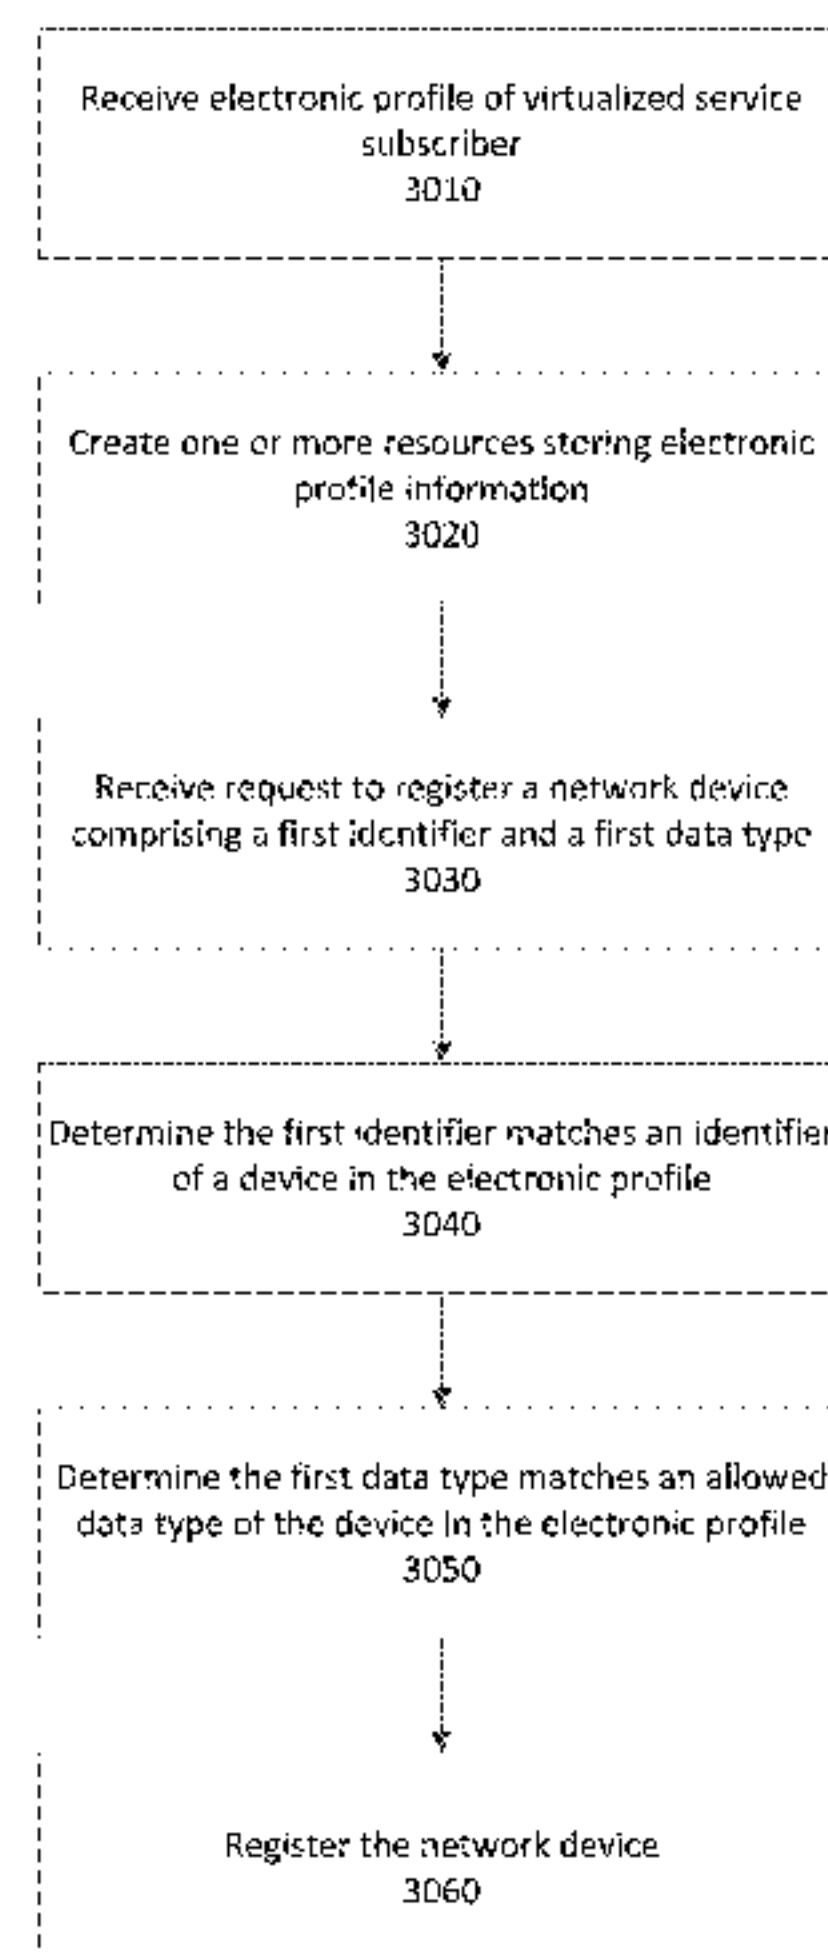 Receive electronic profile of virtualized service
subscriber
3010
Create one or more resources storing electronic
profile information
3020
Receive request to register a network device
comprising a first identifier and a first data type
3030
Determine the first identifier matches an identifier
of a device in the electronic profile
3040
Determine the first data type matches an allowed
data type of the device in the electronic profile
3050
Register the network device
3060